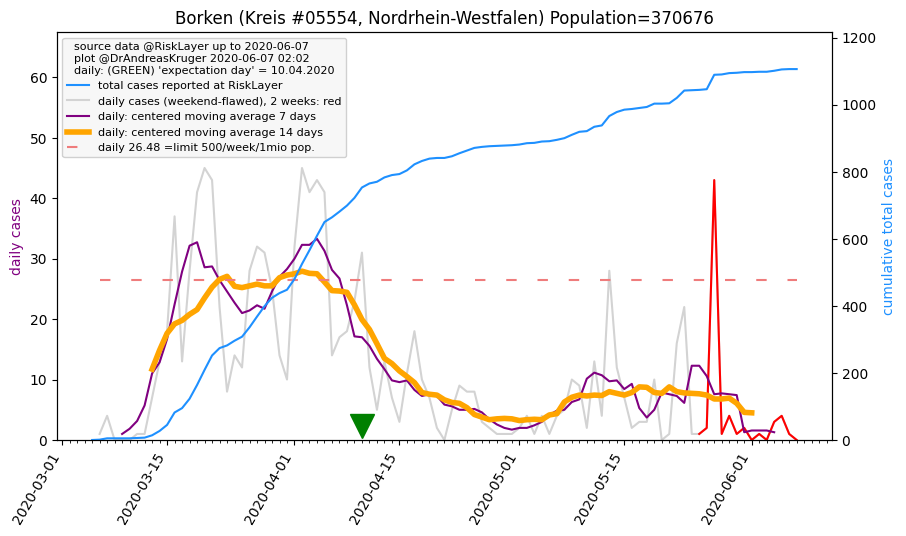 Borken (Kreis #05554, Nordrhein-Westfalen) Population=370676
source data @RiskLayer up to 2020-06-07
plot @DrAndreasKruger 2020-06-07 02:02
daily: (GREEN) 'expectation day' = 10.04.2020
total cases reported at RiskLayer
daily cases (weekend-flawed), 2 weeks: red
daily: centered moving average 7 days
daily: centered moving average 14 days
daily 26.48 =limit 500/week/1mio pop.
daily cases
60
50
40
30
20
10
0
cumulative total cases
1200
1000
800
600
400
200
0
2020-03-01
2020-03-15
2020-04-01
2020-04-15
2020-05-01
2020-05-15
2020-06-01